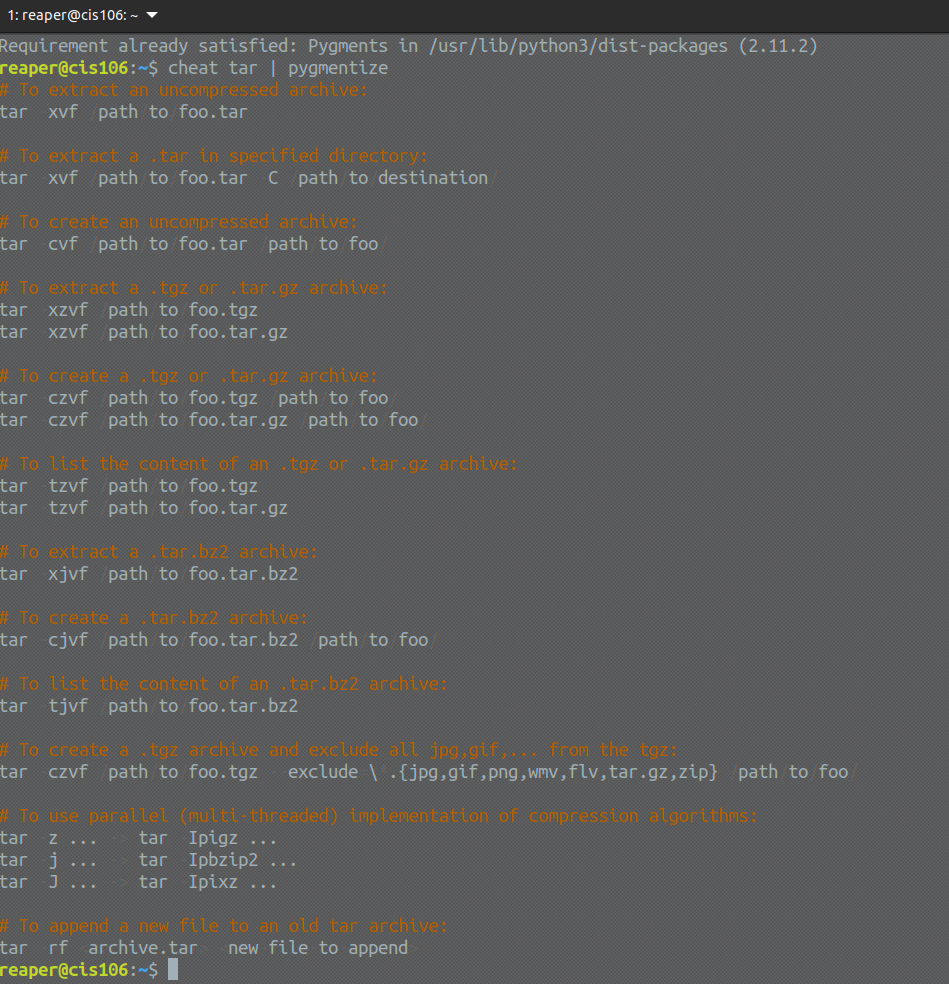 1: reaper@cis106: ~
Requirement already satisfied: Pygments in /usr/lib/python3/dist-packages (2.11.2)
reaper@cis106:~$ cheat tar | pygmentize
# To extract an uncompressed archive:
tar -xvf /path/to/foo.tar

# To extract a .tar in specified directory:
tar -xvf /path/to/foo.tar -C /path/to/destination/

# To create an uncompressed archive:
tar -cvf /path/to/foo.tar /path/to/foo/

# To extract a .tgz or .tar.gz archive:
tar -xzvf /path/to/foo.tgz
tar -xzvf /path/to/foo.tar.gz

# To create a .tgz or .tar.gz archive:
tar -czvf /path/to/foo.tgz /path/to/foo/
tar -czvf /path/to/foo.tar.gz /path/to/foo/

# To list the content of an .tgz or .tar.gz archive:
tar -tzvf /path/to/foo.tgz
tar -tzvf /path/to/foo.tar.gz

# To extract a .tar.bz2 archive:
tar -xjvf /path/to/foo.tar.bz2

# To create a .tar.bz2 archive:
tar -cjvf /path/to/foo.tar.bz2 /path/to/foo/

# To list the content of an .tar.bz2 archive:
tar -tjvf /path/to/foo.tar.bz2

# To create a .tgz archive and exclude all jpg,gif,... from the tgz:
tar -czvf /path/to/foo.tgz --exclude=\*.{jpg,gif,png,wmv,flv,tar.gz,zip} /path/to/foo/

# To use parallel (multi-threaded) implementation of compression algorithms:
tar -z ... -> tar -Ipigz ...
tar -j ... -> tar -Ipbzip2 ...
tar -J ... -> tar -Ipixz ...

# To append a new file to an old tar archive:
tar -rf <archive.tar> <new-file-to-append>
reaper@cis106:~$